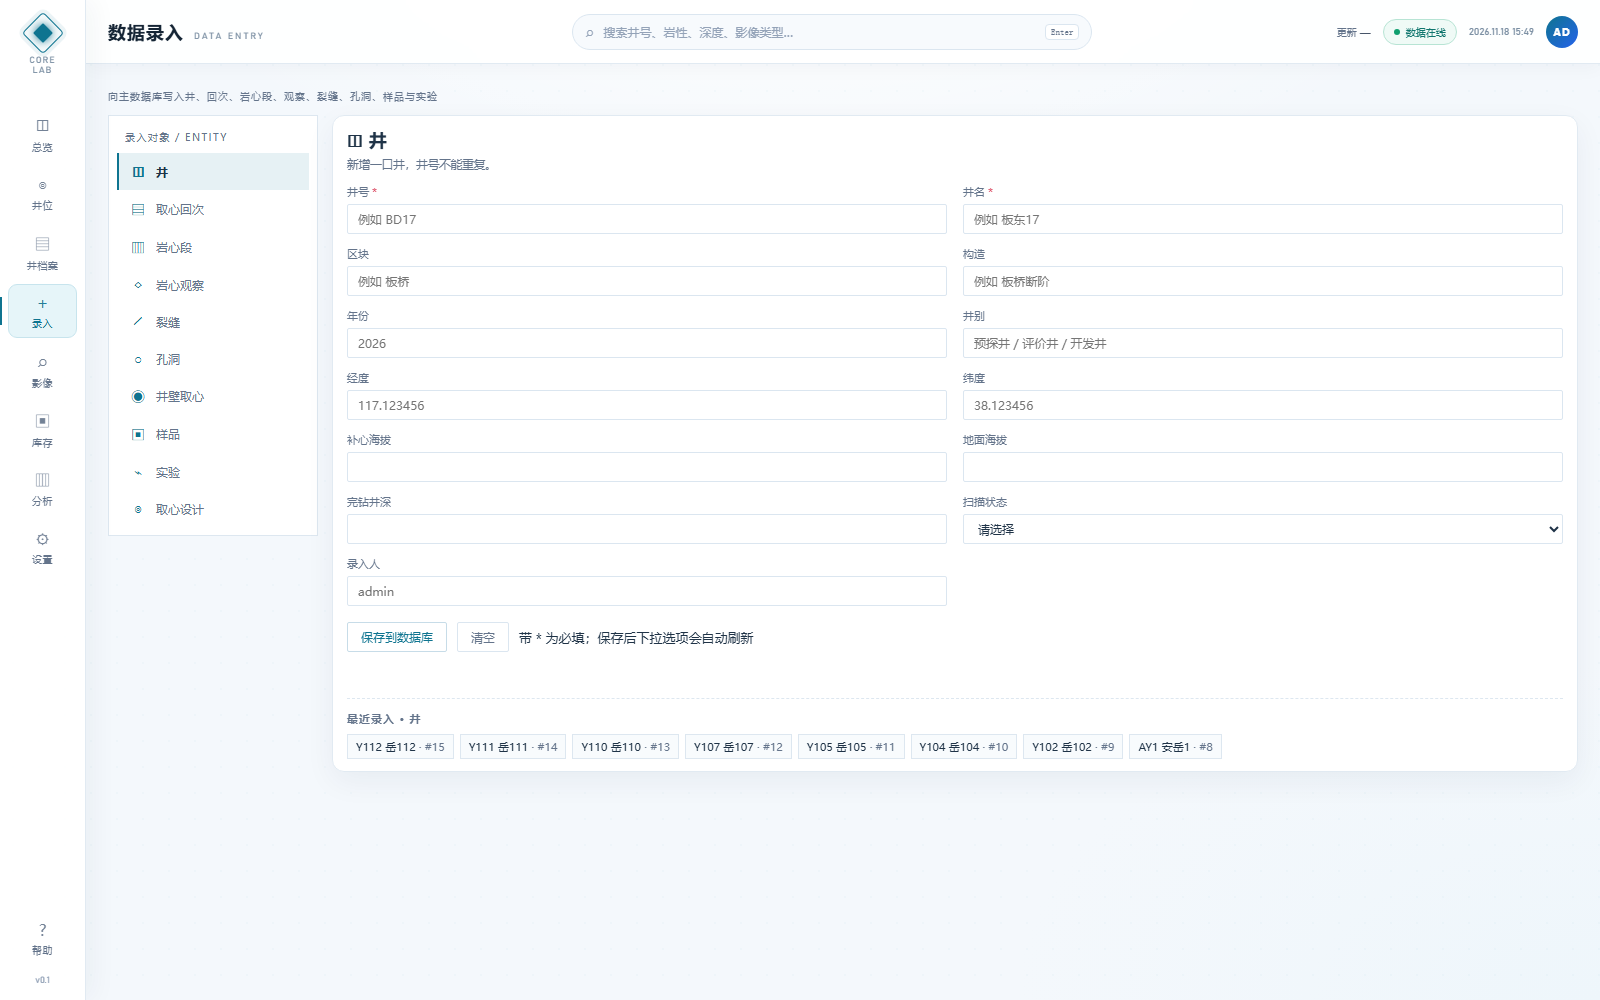 CORE
LAB
总览
井位
井档案
录入
影像
库存
分析
设置
帮助
v0.1
数据录入 DATA ENTRY
搜索井号、岩性、深度、影像类型... Enter
更新 — 数据在线 2026.11.18 15:49 AD
向主数据库写入井、回次、岩心段、观察、裂缝、孔洞、样品与实验
录入对象 / ENTITY
井
取心回次
岩心段
岩心观察
裂缝
孔洞
井壁取心
样品
实验
取心设计
井
新增一口井，井号不能重复。
井号 * 井名 *
例如 BD17 例如 板东17
区块 构造
例如 板桥 例如 板桥断阶
年份 井别
2026 预探井 / 评价井 / 开发井
经度 纬度
117.123456 38.123456
补心海拔 地面海拔
完钻井深 扫描状态
请选择
录入人
admin
保存到数据库 清空 带 * 为必填；保存后下拉选项会自动刷新
最近录入 · 井
Y112 岳112 · #15 Y111 岳111 · #14 Y110 岳110 · #13 Y107 岳107 · #12 Y105 岳105 · #11 Y104 岳104 · #10 Y102 岳102 · #9 AY1 安岳1 · #8